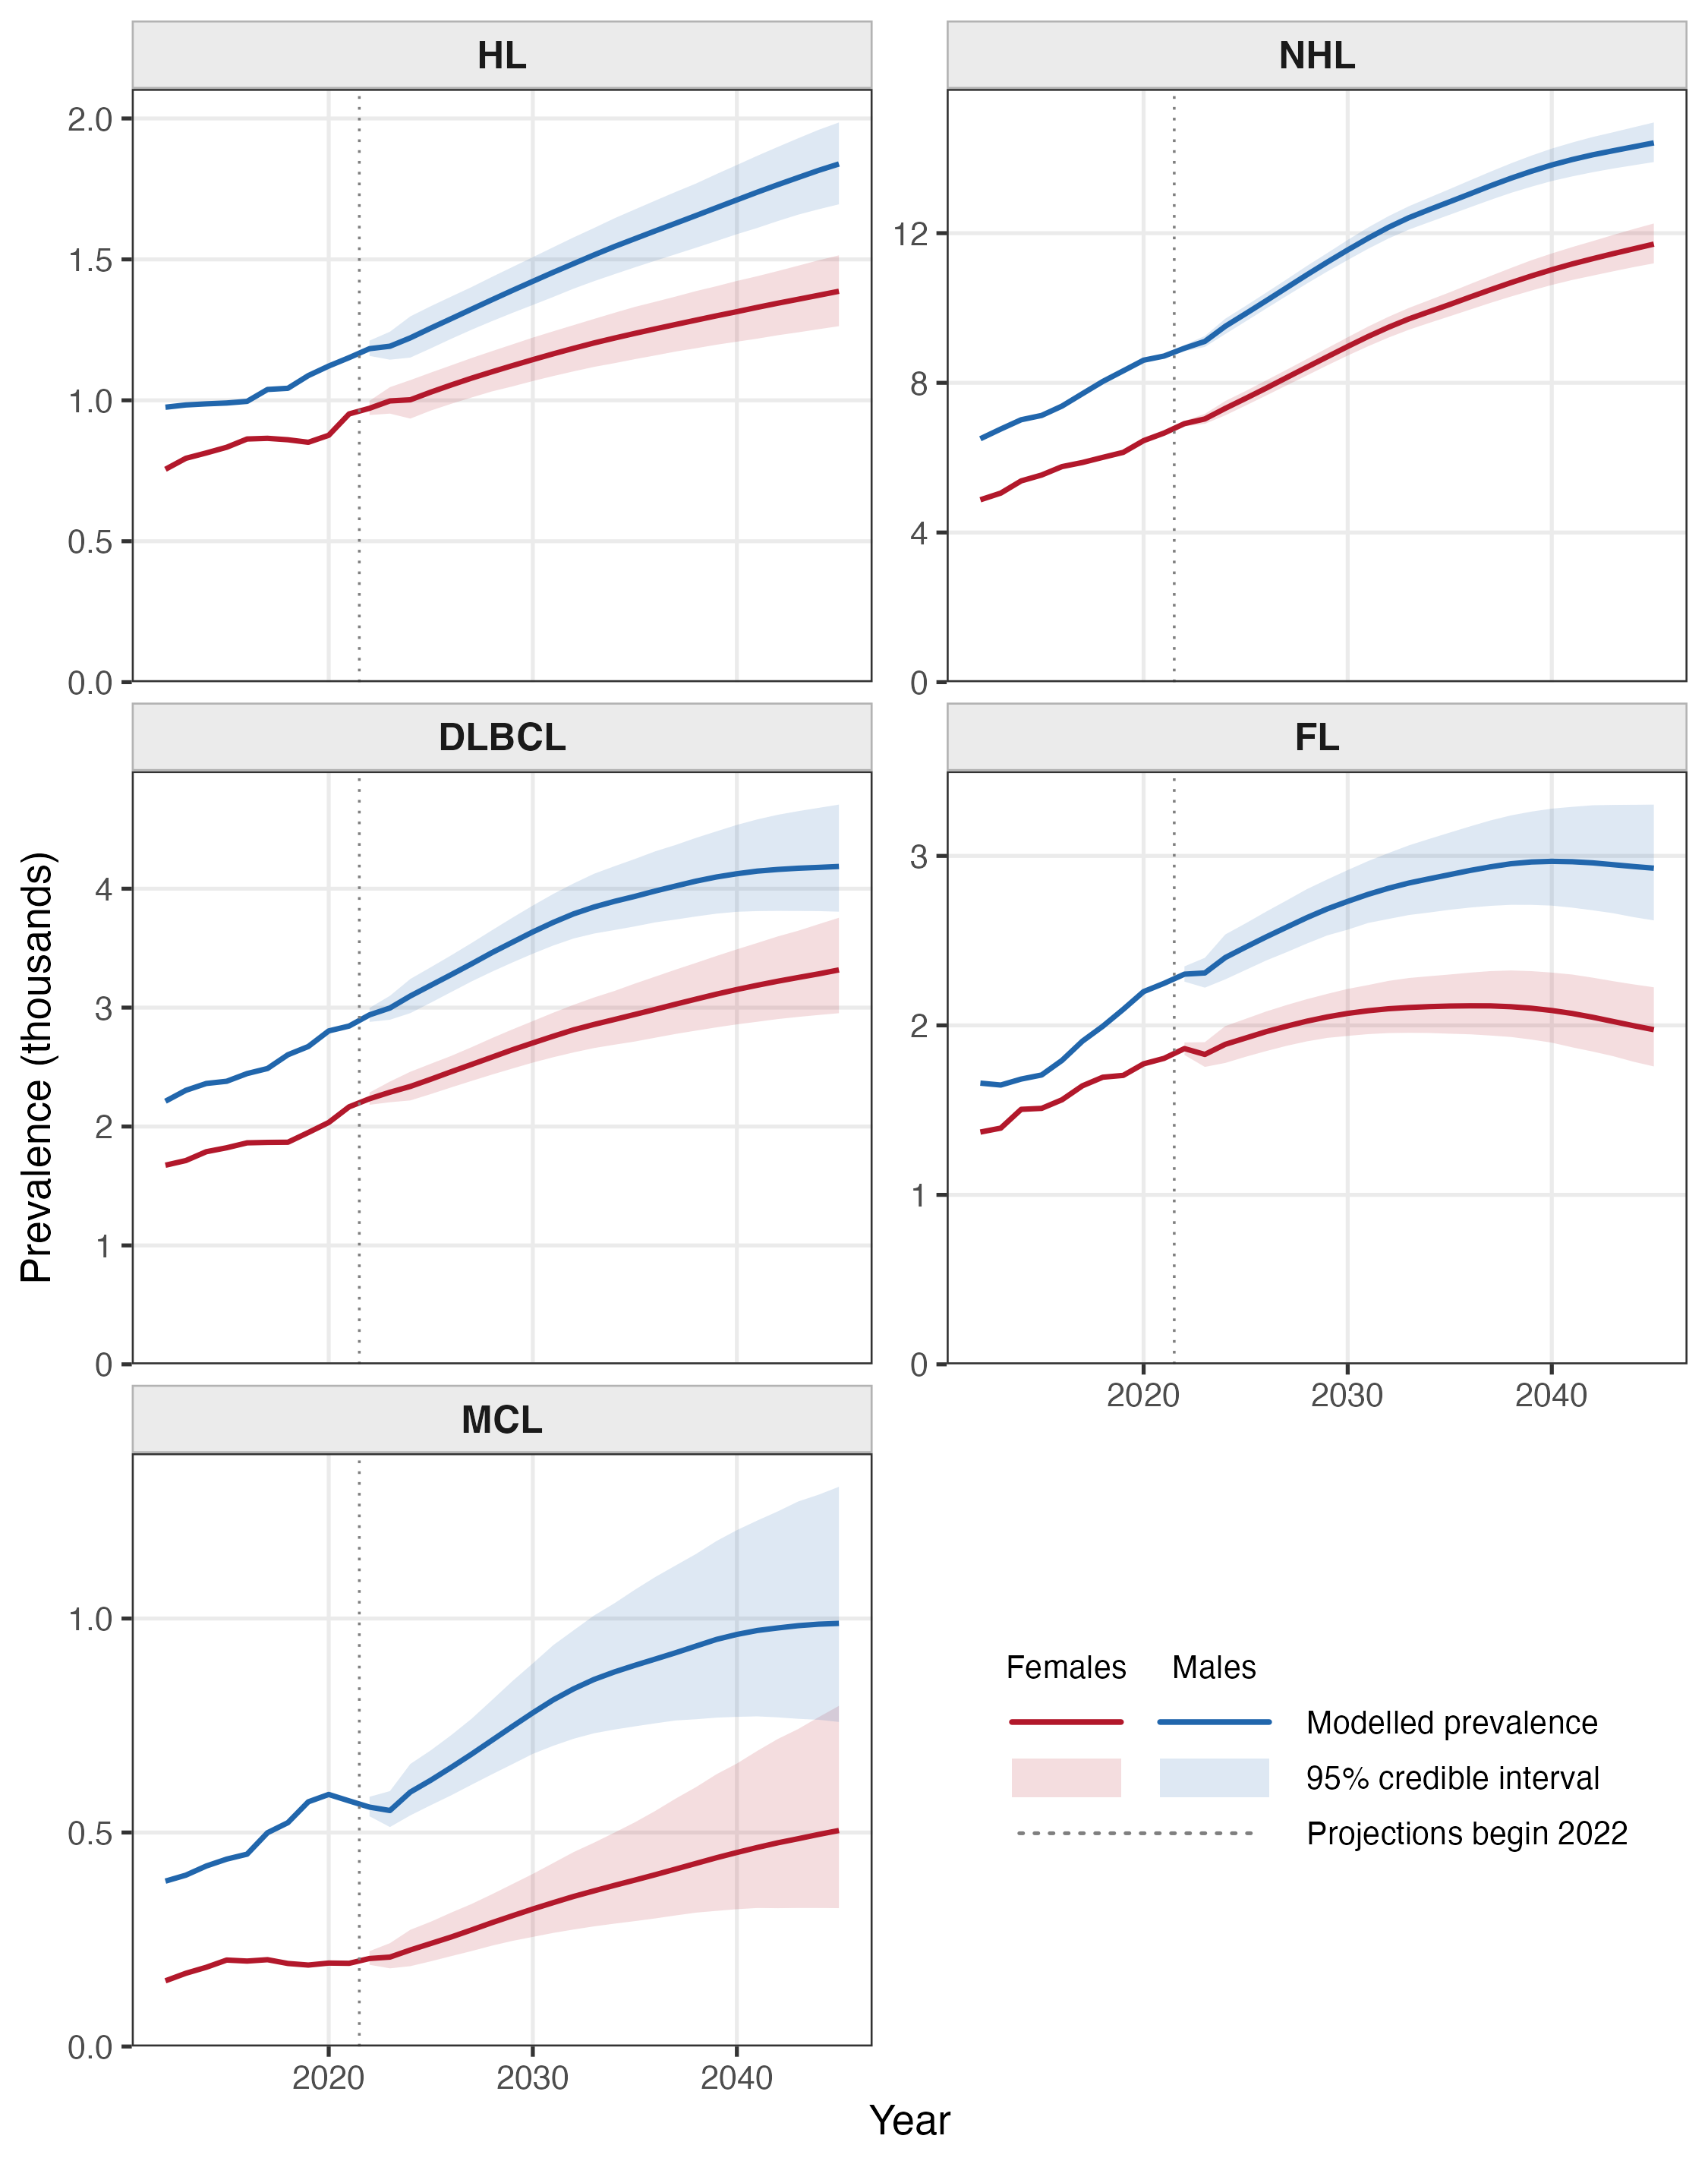 HL
NHL
2.0
1.5
1.0
0.5
0.0
12
8
4
0
DLBCL
FL
Prevalence (thousands)
4
3
2
1
0
3
2
1
0
2020 2030 2040
MCL
1.0
0.5
0.0
2020 2030 2040
Females Males
Modelled prevalence
95% credible interval
Projections begin 2022
Year